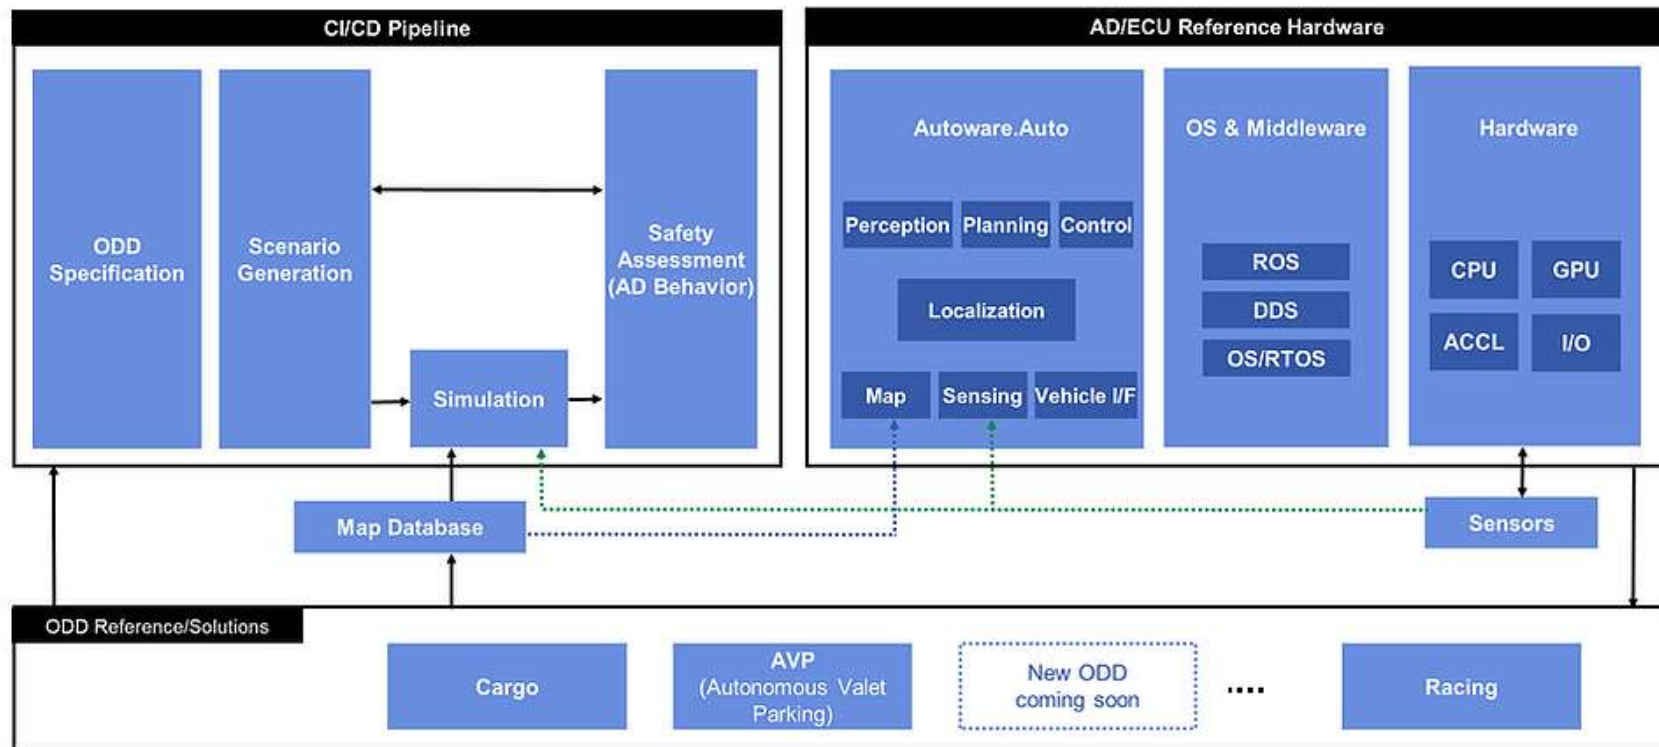 CI/CD Pipeline
ODD
Specification
Scenario
Generation
Safety
Assessment
(AD Behavior)
Simulation
AD/ECU Reference Hardware
Autoware.Auto
Perception
Planning
Control
Localization
Map
Sensing
Vehicle I/F
OS & Middleware
ROS
DDS
OS/RTOS
Hardware
CPU
GPU
ACCL
I/O
Map Database
Sensors
ODD Reference/Solutions
Cargo
AVP
(Autonomous Valet
Parking)
New ODD
coming soon
....
Racing